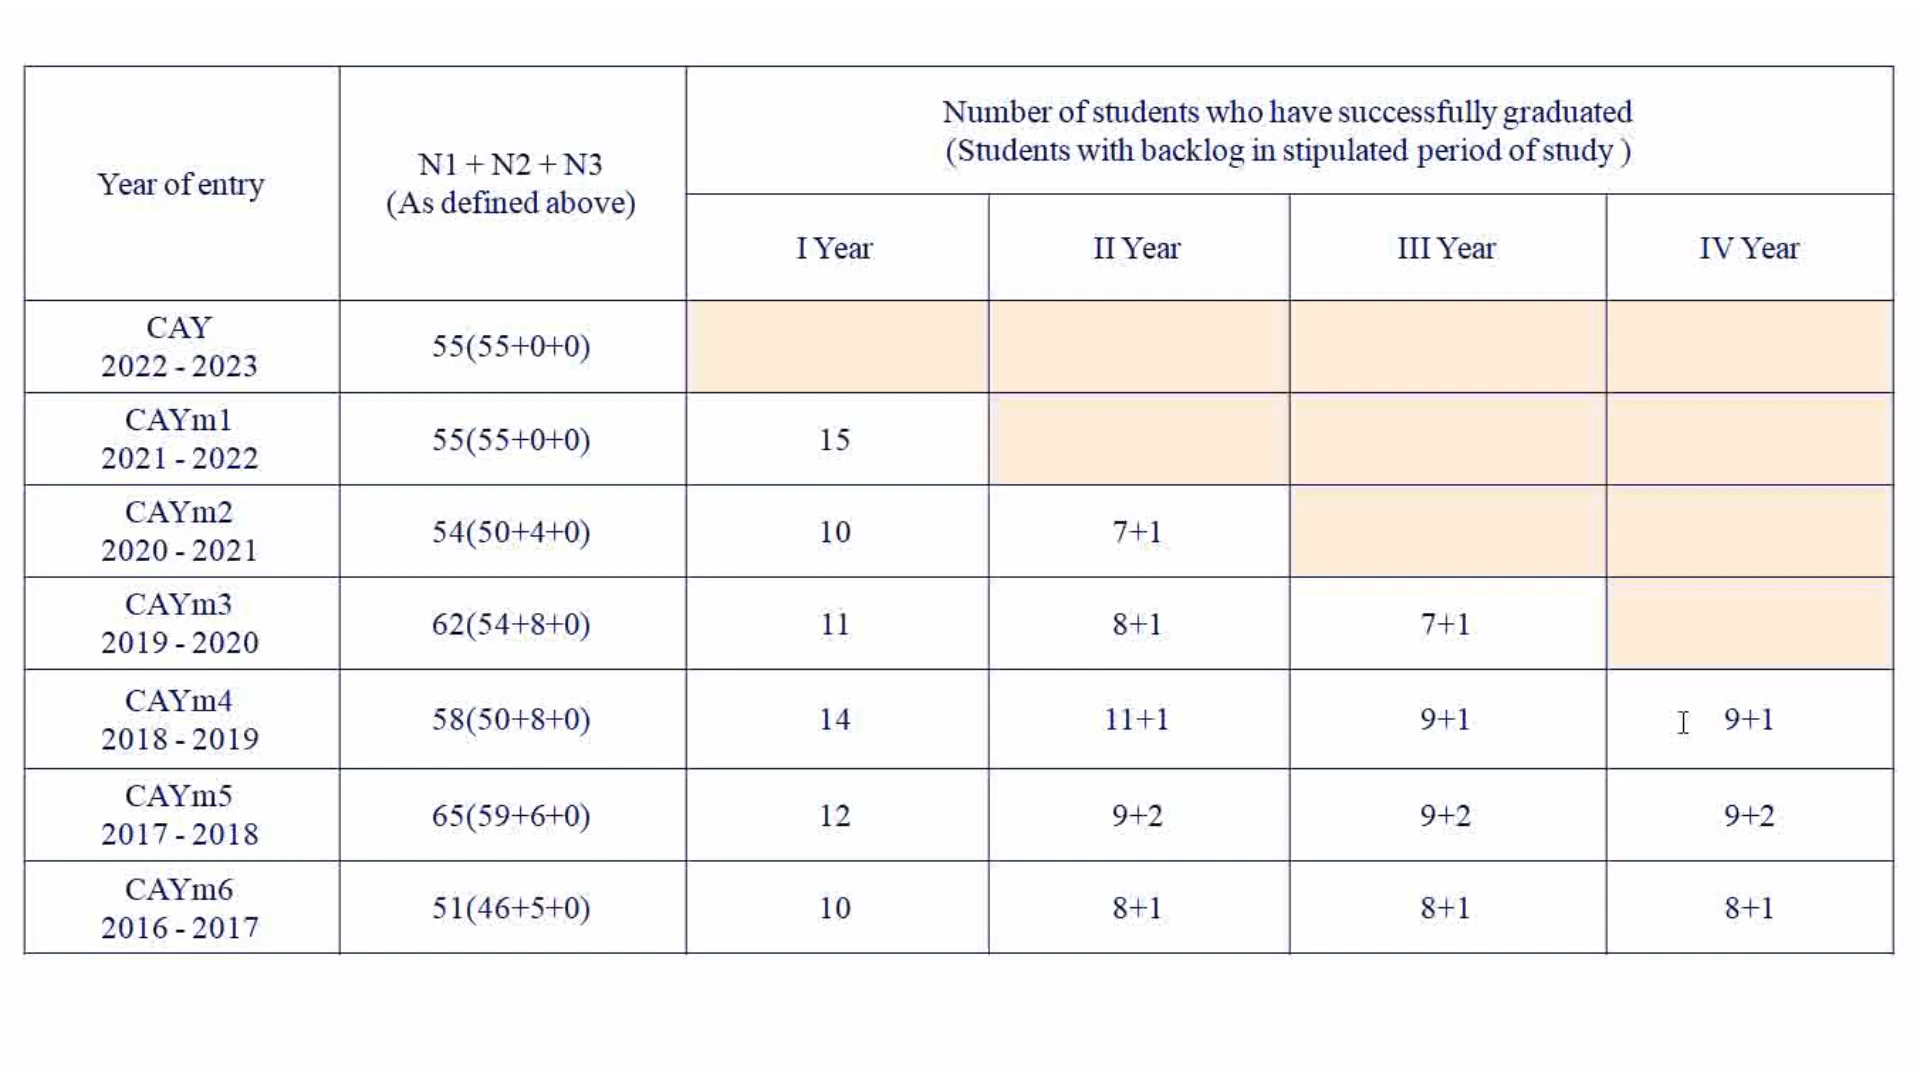 Year of entry
N1 + N2 + N3
(As defined above)
Number of students who have successfully graduated
(Students with backlog in stipulated period of study )
I Year
II Year
III Year
IV Year
CAY
2022 - 2023
55(55+0+0)
CAYm1
2021 - 2022
55(55+0+0)
15
CAYm2
2020 - 2021
54(50+4+0)
10
7+1
CAYm3
2019 - 2020
62(54+8+0)
11
8+1
7+1
CAYm4
2018 - 2019
58(50+8+0)
14
11+1
9+1
9+1
CAYm5
2017 - 2018
65(59+6+0)
12
9+2
9+2
9+2
CAYm6
2016 - 2017
51(46+5+0)
10
8+1
8+1
8+1